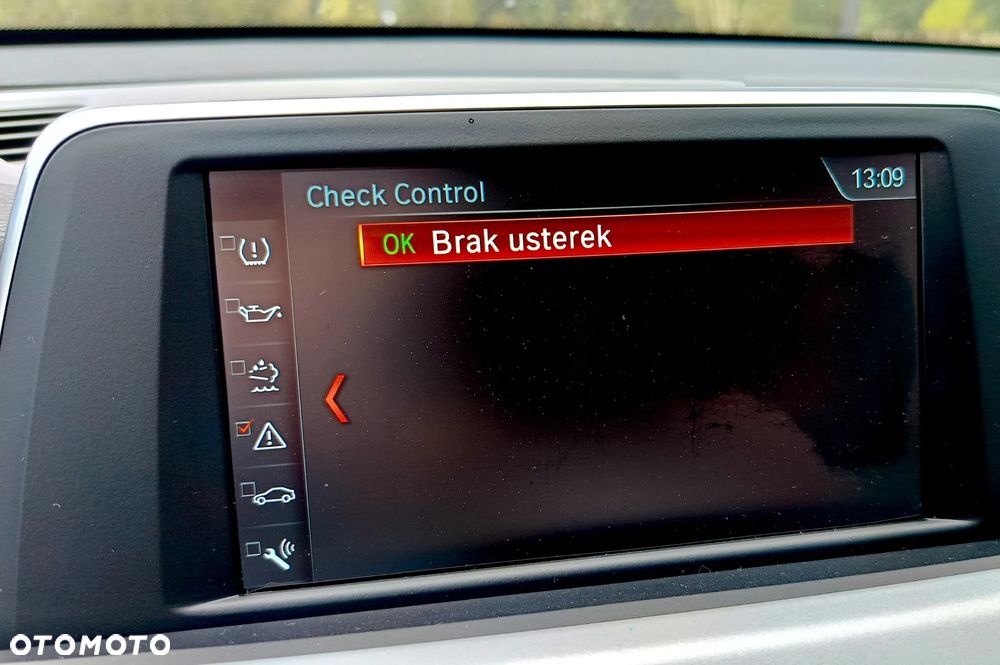 Check Control
13:09
OK Brak usterek
OTOMOTO